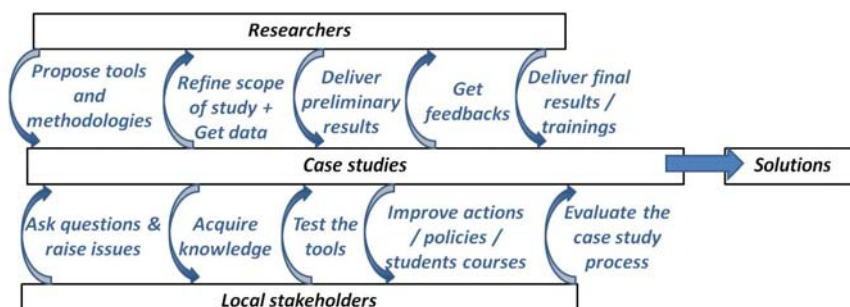 Researchers
Propose tools
and
methodologies
Refine scope
of study +
Get data
Deliver
preliminary
results
Get
feedbacks
Deliver final
results /
trainings
Case studies
Solutions
Ask questions &
raise issues
Acquire
knowledge
Test the
tools
Improve actions
/ policies /
students courses
Evaluate the
case study
process
Local stakeholders